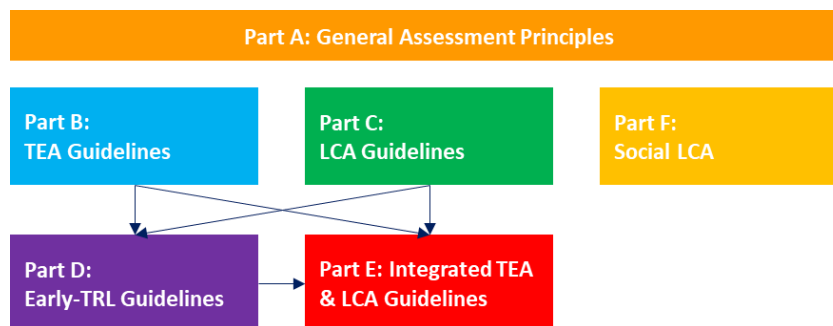 Part A: General Assessment Principles
Part B:
TEA Guidelines
Part C:
LCA Guidelines
Part F:
Social LCA
Part D:
Early-TRL Guidelines
Part E: Integrated TEA
& LCA Guidelines